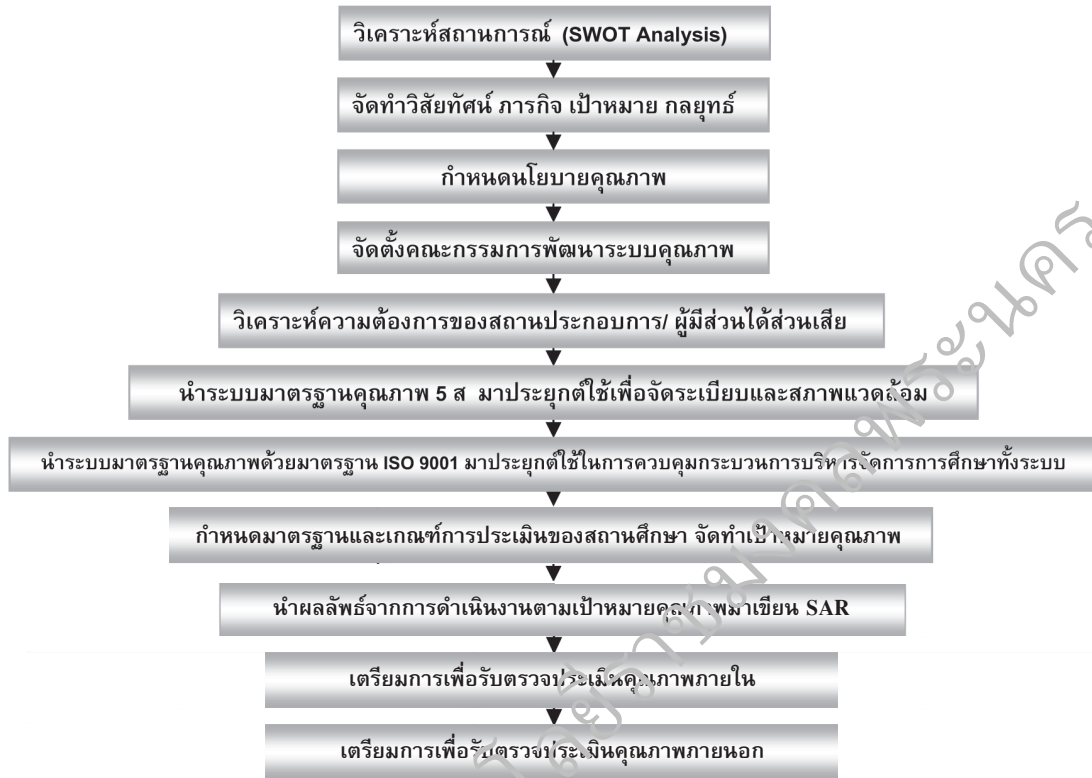 วิเคราะห์สถานการณ์ (SWOT Analysis)
จัดทำวิสัยทัศน์ ภารกิจ เป้าหมาย กลยุทธ์
กำหนดนโยบายคุณภาพ
จัดตั้งคณะกรรมการพัฒนาระบบคุณภาพ
วิเคราะห์ความต้องการของสถานประกอบการ/ ผู้มีส่วนได้ส่วนเสีย
นำระบบมาตรฐานคุณภาพ 5 ส มาประยุกต์ใช้เพื่อจัดระเบียบและสภาพแวดล้อม
นำระบบมาตรฐานคุณภาพด้วยมาตรฐาน ISO 9001 มาประยุกต์ใช้ในการควบคุมกระบวนการบริหารจัดการการศึกษาทั้งระบบ
กำหนดมาตรฐานและเกณฑ์การประเมินของสถานศึกษา จัดทำเป้าหมายคุณภาพ
นำผลลัพธ์จากการดำเนินงานตามเป้าหมายคุณภาพมาเขียน SAR
เตรียมการเพื่อรับตรวจประเมินคุณภาพภายใน
เตรียมการเพื่อรับตรวจประเมินคุณภาพภายนอก